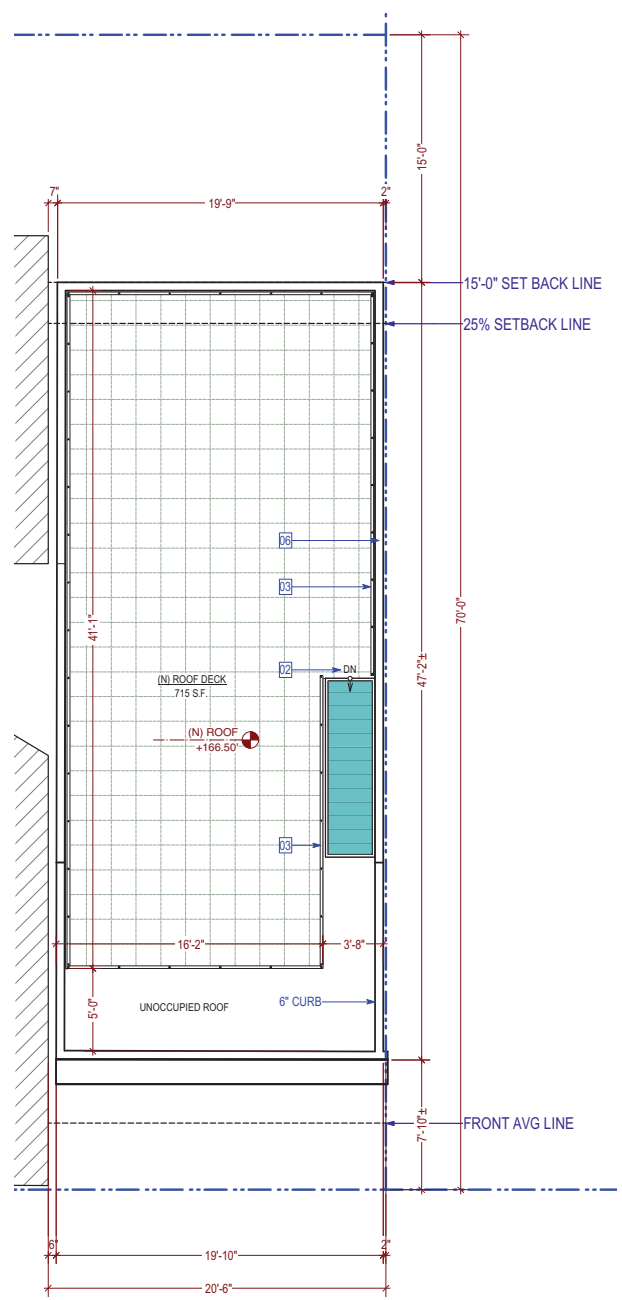 15'-0"
7"
19'-9"
2"
15'-0" SET BACK LINE
25% SETBACK LINE
06
03
41'-1"
70'-0"
47'-2"±
02
DN
(N) ROOF DECK
715 S.F.
(N) ROOF
+166.50'
03
16'-2"
3'-8"
5'-0"
UNOCCUPIED ROOF
6" CURB
7'-10"±
FRONT AVG LINE
6"
19'-10"
2"
20'-6"